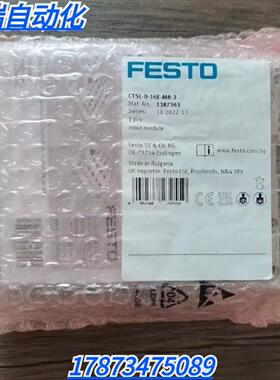 瑞自动化
FESTO
CTSL-D-16E-M8-3
Mat. No.: 1387363
Series: 11-2022-13
1 pcs
Input module
Festo SE & Co. KG
DE-73734 Esslingen
www.festo.com
Made in Bulgaria
UK Importer: Festo Ltd, Brackmills, NN4 7PY
17873475089